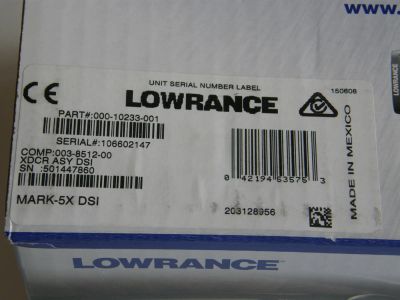 www.
UNIT SERIAL NUMBER LABEL
150608
CE
LOWRANCE
PART#:000-10233-001
SERIAL#:106602147
COMP:003-8512-00
XDCR ASY DSI
SN :501447860
0 42194 53575 3
MADE IN MEXICO
MARK-5X DSI
203128956
LOWRANCE